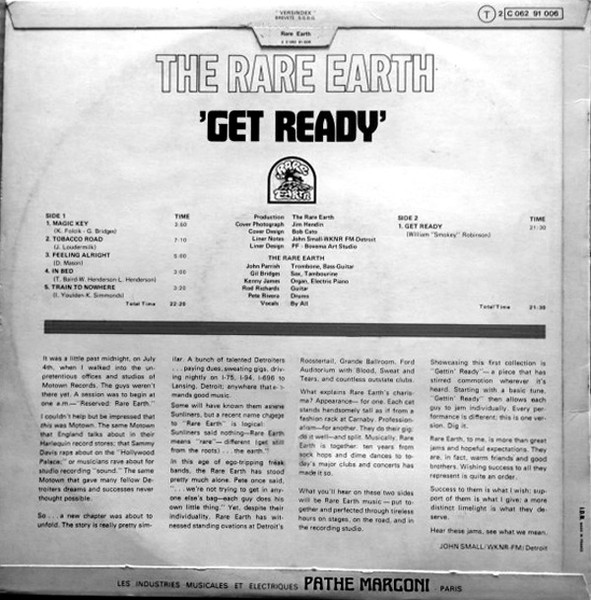 "VERSINDEX"
BREVETÉ S.G.D.G.
Rare Earth
T 2 C 062 91 006
THE RARE EARTH
'GET READY'
RARE EARTH
SIDE 1 TIME
1. MAGIC KEY 3:50
(K. Folcik - G. Bridges)
2. TOBACCO ROAD 7:10
(J. Loudermilk)
3. FEELING ALRIGHT 5:00
(D. Mason)
4. IN BED 3:00
(T. Baird-W. Henderson-L. Henderson)
5. TRAIN TO NOWHERE 3:20
(I. Youlden-K. Simmonds)
Total Time 22:20
Production The Rare Earth
Cover Photograph Jim Hendin
Cover Design Bob Cato
Liner Notes John Small-WKNR FM-Detroit
Liner Design PF - Bovema Art Studio
THE RARE EARTH
John Parrish Trombone, Bass Guitar
Gil Bridges Sax, Tambourine
Kenny James Organ, Electric Piano
Rod Richards Guitar
Pete Rivera Drums
Vocals By All
SIDE 2 TIME
1. GET READY 21:30
(William "Smokey" Robinson)
Total Time 21:30
It was a little past midnight, on July
4th, when I walked into the un-
pretentious offices and studios of
Motown Records. The guys weren't
there yet. A session was to begin at
one a.m.—"Reserved: Rare Earth."
I couldn't help but be impressed that
this was Motown. The same Motown
that England talks about in their
Harlequin record stores; that Sammy
Davis raps about on the "Hollywood
Palace;" or musicians rave about for
studio recording "sound." The same
Motown that gave many fellow De-
troiters dreams and successes never
thought possible.
So . . . a new chapter was about to
unfold. The story is really pretty sim-
ilar. A bunch of talented Detroiters
. . . paying dues, sweating gigs, driv-
ing nightly on I-75, I-94, I-696 to
Lansing, Detroit; anywhere that
mands good music.
Some will have known them as
Sunliners, but a recent name change
to "Rare Earth" is logical.
Sunliners said nothing—Rare Earth
means "rare"— different (get still
from the roots) . . . the earth"!
In this age of ego-tripping freak
bands, the Rare Earth has stood
pretty much alone. Pete once said,
". . . we're not trying to get in any-
one else's bag—each guy does his
own little thing." Yet, despite their
individuality, Rare Earth has wit-
nessed standing ovations at Detroit's
Roostertail, Grande Ballroom, Ford
Auditorium with Blood, Sweat and
Tears, and countless outstate clubs.
What explains Rare Earth's charis-
ma? Appearance— for one. Each cat
stands handsomely tall as if from a
fashion rack at Carnaby. Profession-
alism—for another. They do their gig-
do it well—and split. Musically, Rare
Earth is together. ten years from
sock hops and dime dances to to-
day's major clubs and concerts has
made it so.
What you'll hear on these two sides
will be Rare Earth music — put to-
gether and perfected through tireless
hours on stages, on the road, and in
the recording studio.
Showcasing this first collection is
"Gettin' Ready" — a piece that has
stirred commotion wherever it's
heard. Starting with a basic tune,
"Getting' Ready" then allows each
guy to jam individually. Every per-
formance is different; this is one ver-
sion. Dig it.
Rare Earth, to me, is more than great
jams and hopeful expectations. They
are, in fact, warm friends and good
brothers. Wishing success to all they
represent is quite an order.
Success to them is what I wish; sup-
port of them is what I give; a more
distinct limelight is what they de-
serve.
Hear these jams, see what we mean.
JOHN SMALL/WKNR-FM/Detroit
LES INDUSTRIES MUSICALES ET ELECTRIQUES PATHE MARCONI - PARIS